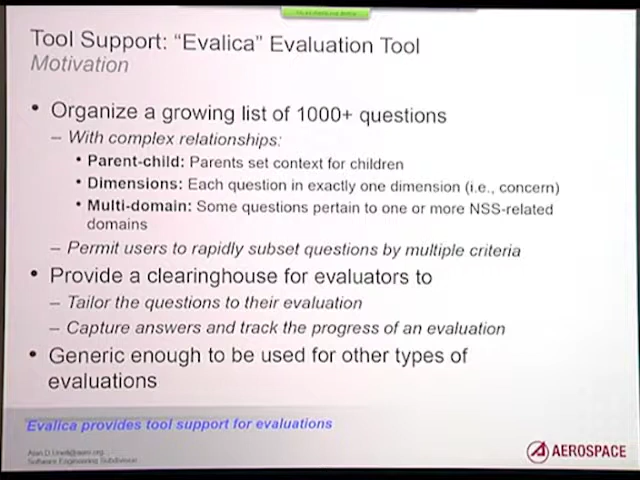 Tool Support: “Evalica” Evaluation Tool
Motivation
• Organize a growing list of 1000+ questions
– With complex relationships:
• Parent-child: Parents set context for children
• Dimensions: Each question in exactly one dimension (i.e., concern)
• Multi-domain: Some questions pertain to one or more NSS-related
domains
– Permit users to rapidly subset questions by multiple criteria
• Provide a clearinghouse for evaluators to
– Tailor the questions to their evaluation
– Capture answers and track the progress of an evaluation
• Generic enough to be used for other types of
evaluations
Evalica provides tool support for evaluations
Software Engineering Subdivision
AEROSPACE